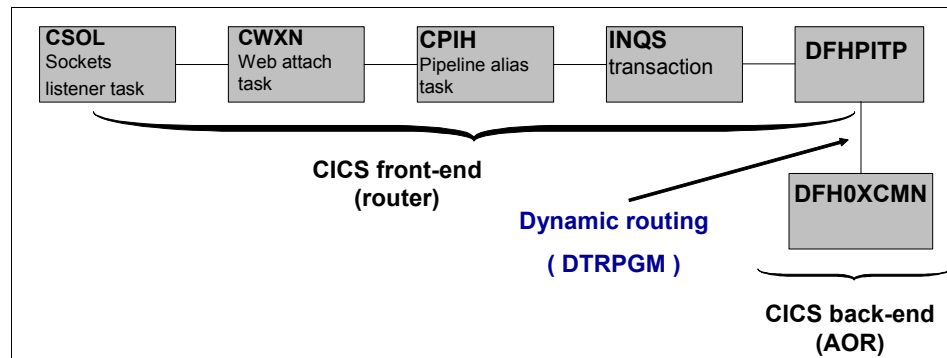 CSOL
Sockets
listener task
CWXN
Web attach
task
CPIH
Pipeline alias
task
INQS
transaction
DFHPITP
CICS front-end
(router)
DFH0XCMN
Dynamic routing
( DTRPGM )
CICS back-end
(AOR)